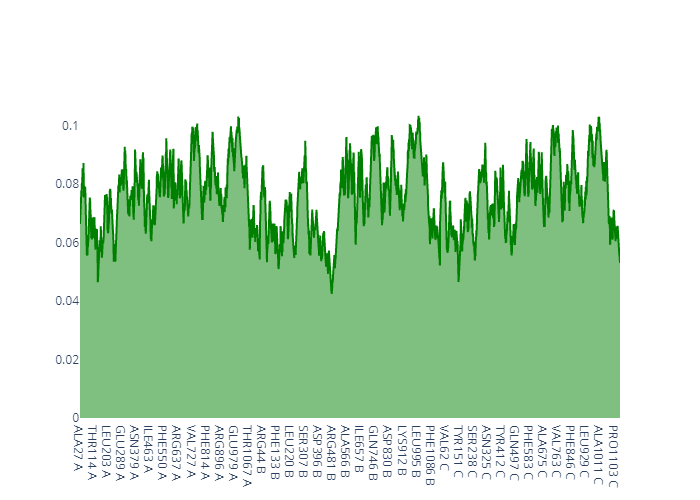 0.1
0.08
0.06
0.04
0.02
0
ALA27 A
THR114 A
LEU203 A
GLU289 A
ASN379 A
ILE463 A
PHE550 A
ARG637 A
VAL727 A
PHE814 A
ARG896 A
GLU979 A
THR1067 A
ARG44 B
PHE133 B
LEU220 B
SER307 B
ASP396 B
ARG481 B
ALA566 B
ILE657 B
GLN746 B
ASP830 B
LYS912 B
LEU995 B
PHE1086 B
VAL62 C
TYR151 C
SER238 C
ASN325 C
TYR412 C
GLN497 C
PHE583 C
ALA675 C
VAL763 C
PHE846 C
LEU929 C
ALA1011 C
PRO1103 C